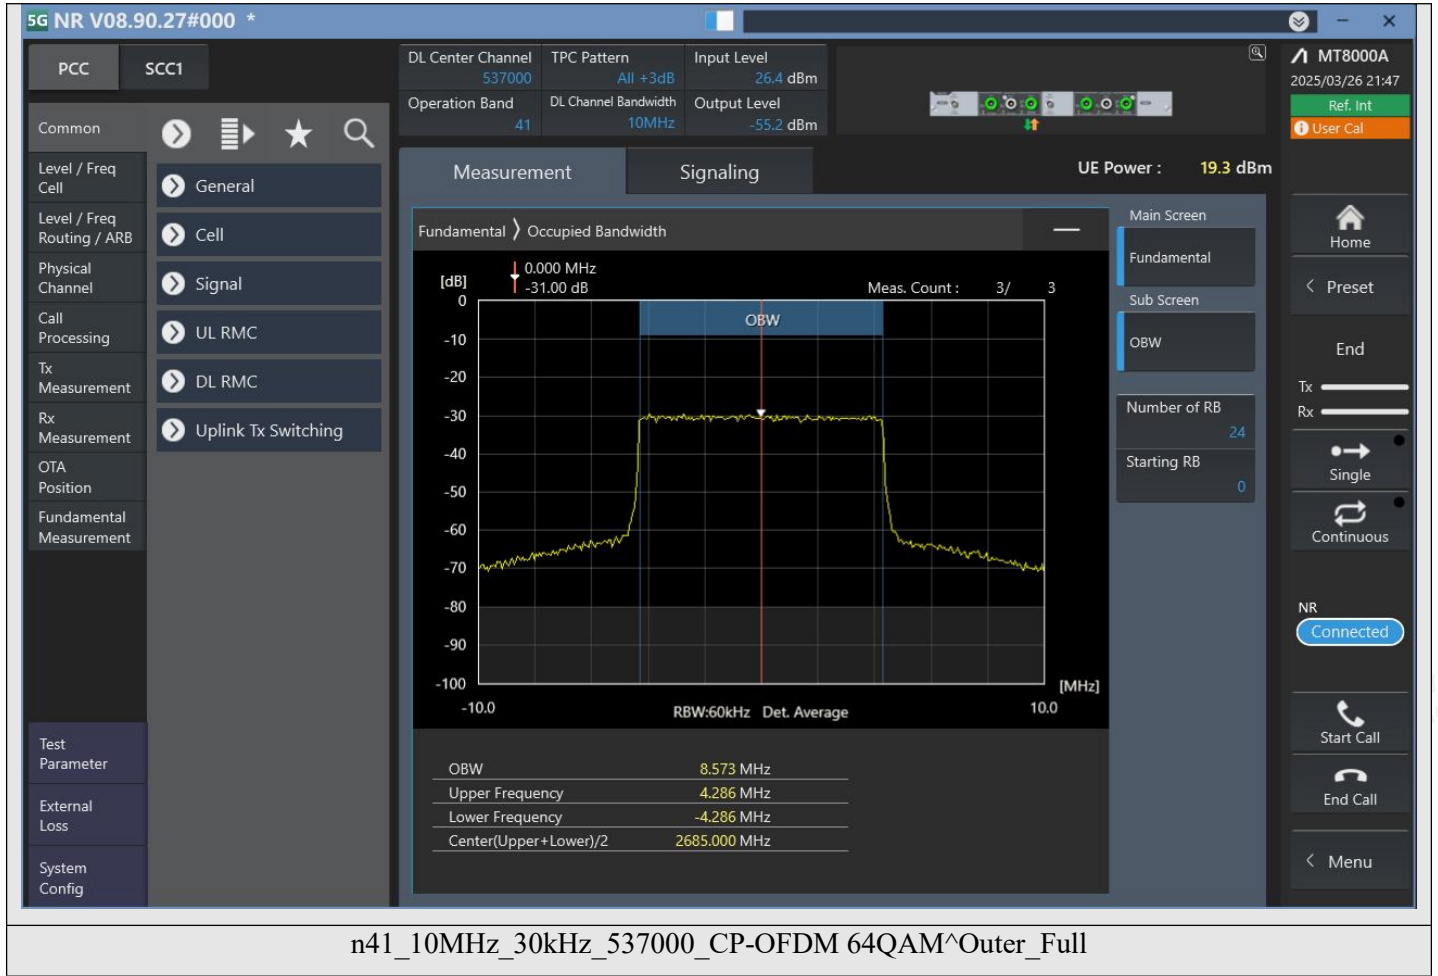 5G NR V08.90.27#000 *
PCC
SCC1
Common
Level / Freq
Cell
Level / Freq
Routing / ARB
Physical
Channel
Call
Processing
Tx
Measurement
Rx
Measurement
OTA
Position
Fundamental
Measurement
Test
Parameter
External
Loss
System
Config
General
Cell
Signal
UL RMC
DL RMC
Uplink Tx Switching
DL Center Channel
537000
TPC Pattern
All +3dB
Input Level
26.4 dBm
Operation Band
41
DL Channel Bandwidth
10MHz
Output Level
-55.2 dBm
Measurement
Signaling
UE Power : 19.3 dBm
Fundamental 〉 Occupied Bandwidth
0.000 MHz
[dB]
-31.00 dB
Meas. Count : 3/ 3
OBW
0
-10
-20
-30
-40
-50
-60
-70
-80
-90
-100
[MHz]
-10.0
RBW:60kHz Det. Average
10.0
OBW 8.573 MHz
Upper Frequency 4.286 MHz
Lower Frequency -4.286 MHz
Center(Upper+Lower)/2 2685.000 MHz
Main Screen
Fundamental
Sub Screen
OBW
Number of RB
24
Starting RB
0
MT8000A
2025/03/26 21:47
Ref. Int
User Cal
Home
Preset
End
Tx
Rx
Single
Continuous
NR
Connected
Start Call
End Call
Menu
n41_10MHz_30kHz_537000_CP-OFDM 64QAM^Outer_Full